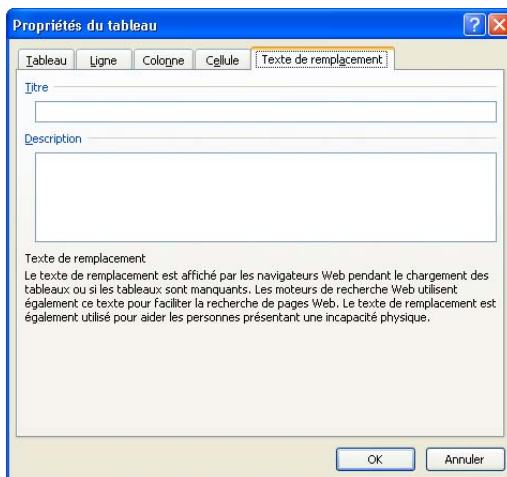 Propriétés du tableau
Tableau Ligne Colonne Cellule Texte de remplacement
Titre
Description
Texte de remplacement
Le texte de remplacement est affiché par les navigateurs Web pendant le chargement des
tableaux ou si les tableaux sont manquants. Les moteurs de recherche Web utilisent
également ce texte pour faciliter la recherche de pages Web. Le texte de remplacement est
également utilisé pour aider les personnes présentant une incapacité physique.
OK Annuler